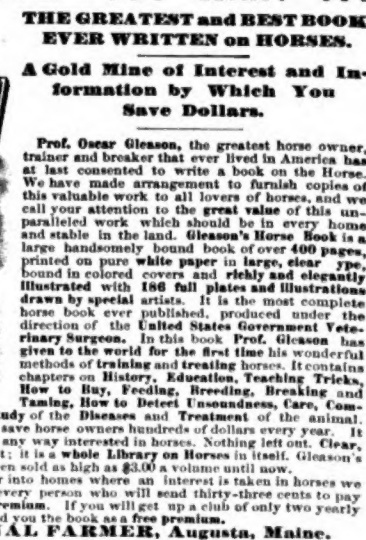 THE GREATEST and BEST BOOK
EVER WRITTEN on HORSES.
A Gold Mine of Interest and In-
formation by Which You
Save Dollars.
Prof. Oscar Gleason, the greatest horse owner,
trainer and breaker that ever lived in America has
at last consented to write a book on the Horse.
We have made arrangement to furnish copies of
this valuable work to all lovers of horses, and we
call your attention to the great value of this un-
paralleled work which should be in every home
and stable in the land. Gleason's Horse Book is a
large handsomely bound book of over 400 pages,
printed on pure white paper in large, clear ype,
bound in colored covers and richly and elegantly
illustrated with 186 full plates and illustrations
drawn by special artists. It is the most complete
horse book ever published, produced under the
direction of the United States Government Vete-
rinary Surgeon. In this book Prof. Gleason has
given to the world for the first time his wonderful
methods of training and treating horses. It contains
chapters on History, Education, Teaching Tricks,
How to Buy, Feeding, Breeding, Breaking and
Taming, How to Detect Unsoundness, Care, Com-
udy of the Diseases and Treatment of the animal.
save horse owners hundreds of dollars every year. It
any way interested in horses. Nothing left out. Clear,
t; it is a whole Library on Horses in itself. Gleason's
en sold as high as $3.00 a volume until now.
r into homes where an interest is taken in horses we
every person who will send thirty-three cents to pay
remium. If you will get up a club of only two yearly
d you the book as a free premium.
AL FARMER, Augusta, Maine.